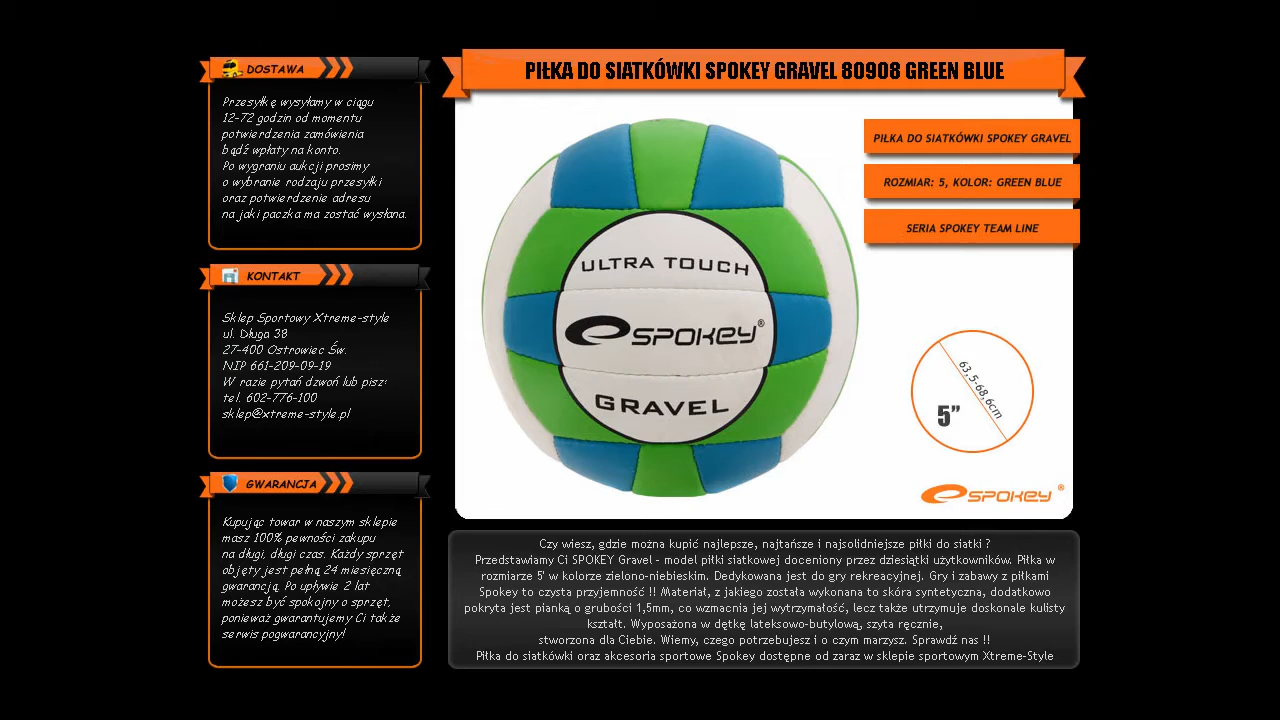 DOSTAWA
Przesyłkę wysyłamy w ciągu
12-72 godzin od momentu
potwierdzenia zamówienia
bądź wpłaty na konto.
Po wygraniu aukcji prosimy
o wybranie rodzaju przesyłki
oraz potwierdzenie adresu
na jaki paczka ma zostać wysłana.
KONTAKT
Sklep Sportowy Xtreme-style
ul. Długa 38
27-400 Ostrowiec Św.
NIP 661-209-09-19
W razie pytań dzwoń lub pisz:
tel. 602-776-100
sklep@xtreme-style.pl
GWARANCJA
Kupując towar w naszym sklepie
masz 100% pewności zakupu
na długi, długi czas. Każdy sprzęt
objęty jest pełną 24 miesięczną
gwarancją. Po upływie 2 lat
możesz być spokojny o sprzęt,
ponieważ gwarantujemy Ci także
serwis pogwarancyjny!
PIŁKA DO SIATKÓWKI SPOKEY GRAVEL 80908 GREEN BLUE
ULTRA TOUCH
SPOKEY®
GRAVEL
PIŁKA DO SIATKÓWKI SPOKEY GRAVEL
ROZMIAR: 5, KOLOR: GREEN BLUE
SERIA SPOKEY TEAM LINE
63,5-68,6cm
5”
SPOKEY®
Czy wiesz, gdzie można kupić najlepsze, najtańsze i najsolidniejsze piłki do siatki ?
Przedstawiamy Ci SPOKEY Gravel - model piłki siatkowej doceniony przez dziesiątki użytkowników. Piłka w
rozmiarze 5' w kolorze zielono-niebieskim. Dedykowana jest do gry rekreacyjnej. Gry i zabawy z piłkami
Spokey to czysta przyjemność !! Materiał, z jakiego została wykonana to skóra syntetyczna, dodatkowo
pokryta jest pianką o grubości 1,5mm, co wzmacnia jej wytrzymałość, lecz także utrzymuje doskonale kulisty
kształt. Wyposażona w dętkę lateksowo-butylową, szyta ręcznie,
stworzona dla Ciebie. Wiemy, czego potrzebujesz i o czym marzysz. Sprawdź nas !!
Piłka do siatkówki oraz akcesoria sportowe Spokey dostępne od zaraz w sklepie sportowym Xtreme-Style